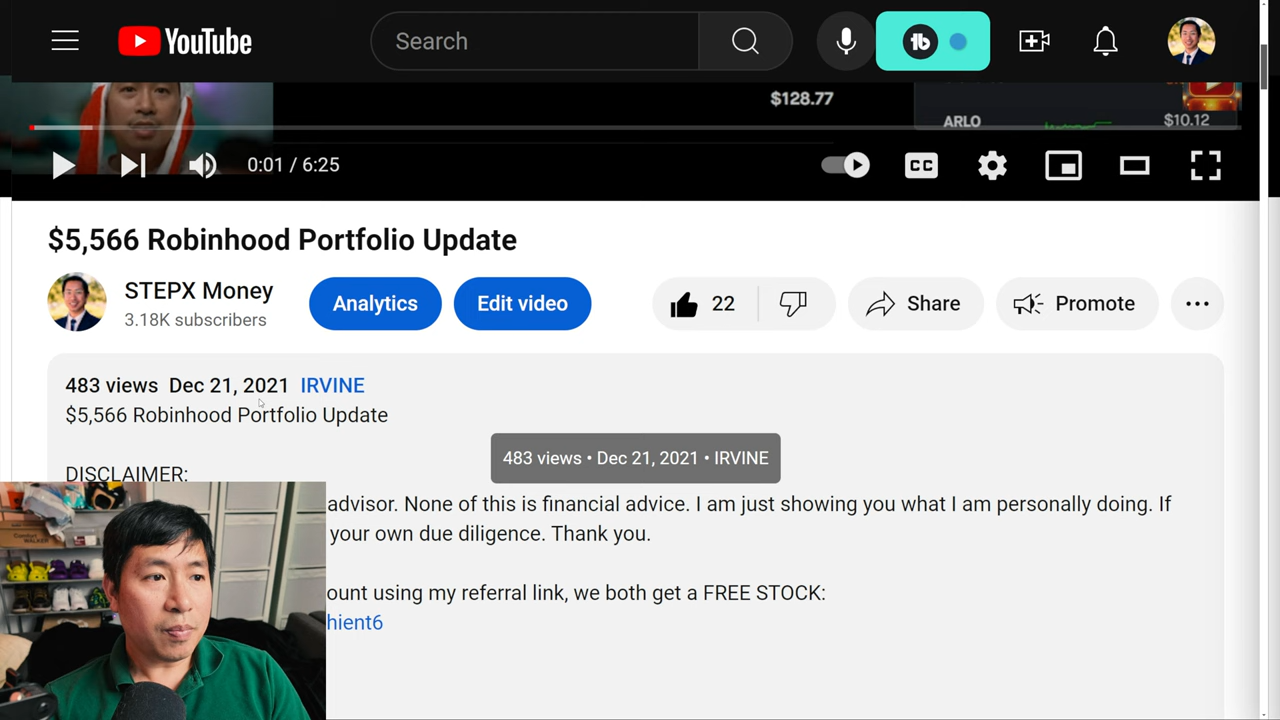 YouTube
Search
$128.77
ARLO
$10.12
0:01 / 6:25
CC
$5,566 Robinhood Portfolio Update
STEPX Money
3.18K subscribers
Analytics
Edit video
22
Share
Promote
483 views Dec 21, 2021 IRVINE
$5,566 Robinhood Portfolio Update
483 views • Dec 21, 2021 • IRVINE
DISCLAIMER:
advisor. None of this is financial advice. I am just showing you what I am personally doing. If
your own due diligence. Thank you.
ount using my referral link, we both get a FREE STOCK:
hient6